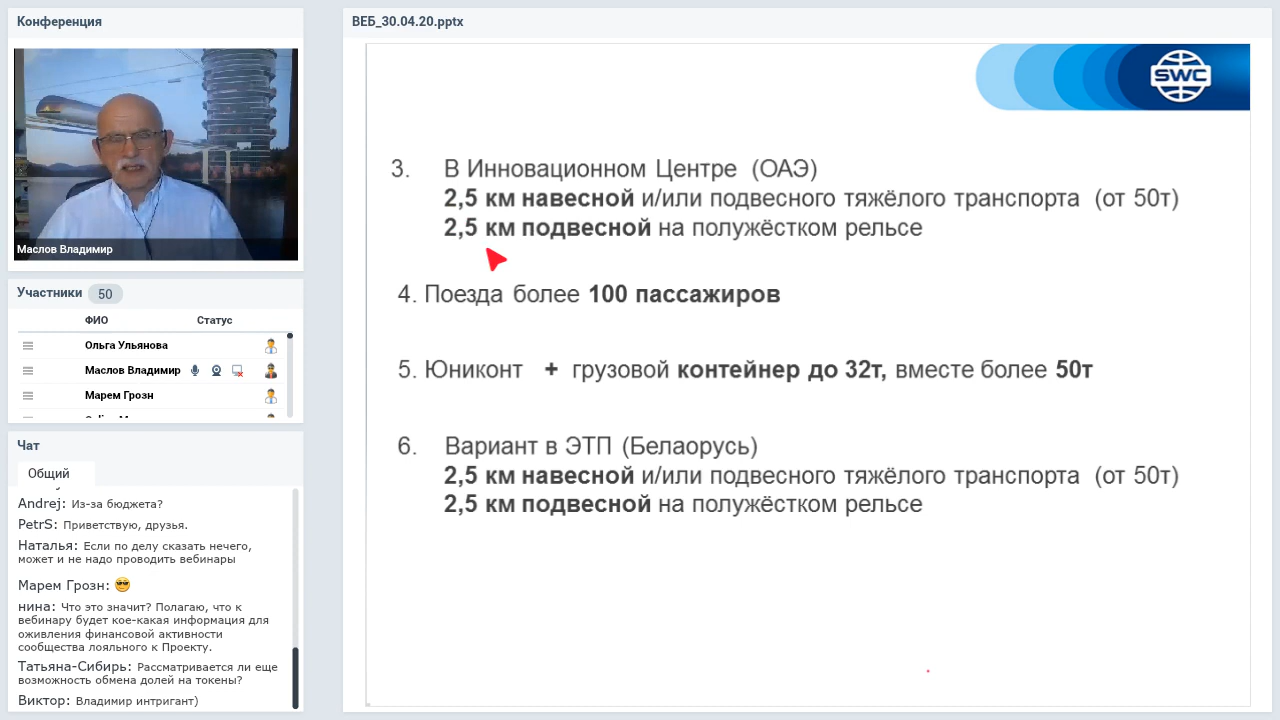 Конференция
Маслов Владимир
Участники 50
ФИО Статус
Ольга Ульянова
Маслов Владимир
Марем Грозн
Чат
Общий
Andrej: Из-за бюджета?
PetrS: Приветствую, друзья.
Наталья: Если по делу сказать нечего,
может и не надо проводить вебинары
Марем Грозн: 😎
нина: Что это значит? Полагаю, что к
вебинару будет кое-какая информация для
оживления финансовой активности
сообщества лояльного к Проекту.
Татьяна-Сибирь: Рассматривается ли еще
возможность обмена долей на токены?
Виктор: Владимир интригант)
ВЕБ_30.04.20.pptx
SWC
3. В Инновационном Центре (ОАЭ)
2,5 км навесной и/или подвесного тяжёлого транспорта (от 50т)
2,5 км подвесной на полужёстком рельсе
4. Поезда более 100 пассажиров
5. Юниконт + грузовой контейнер до 32т, вместе более 50т
6. Вариант в ЭТП (Белаорусь)
2,5 км навесной и/или подвесного тяжёлого транспорта (от 50т)
2,5 км подвесной на полужёстком рельсе